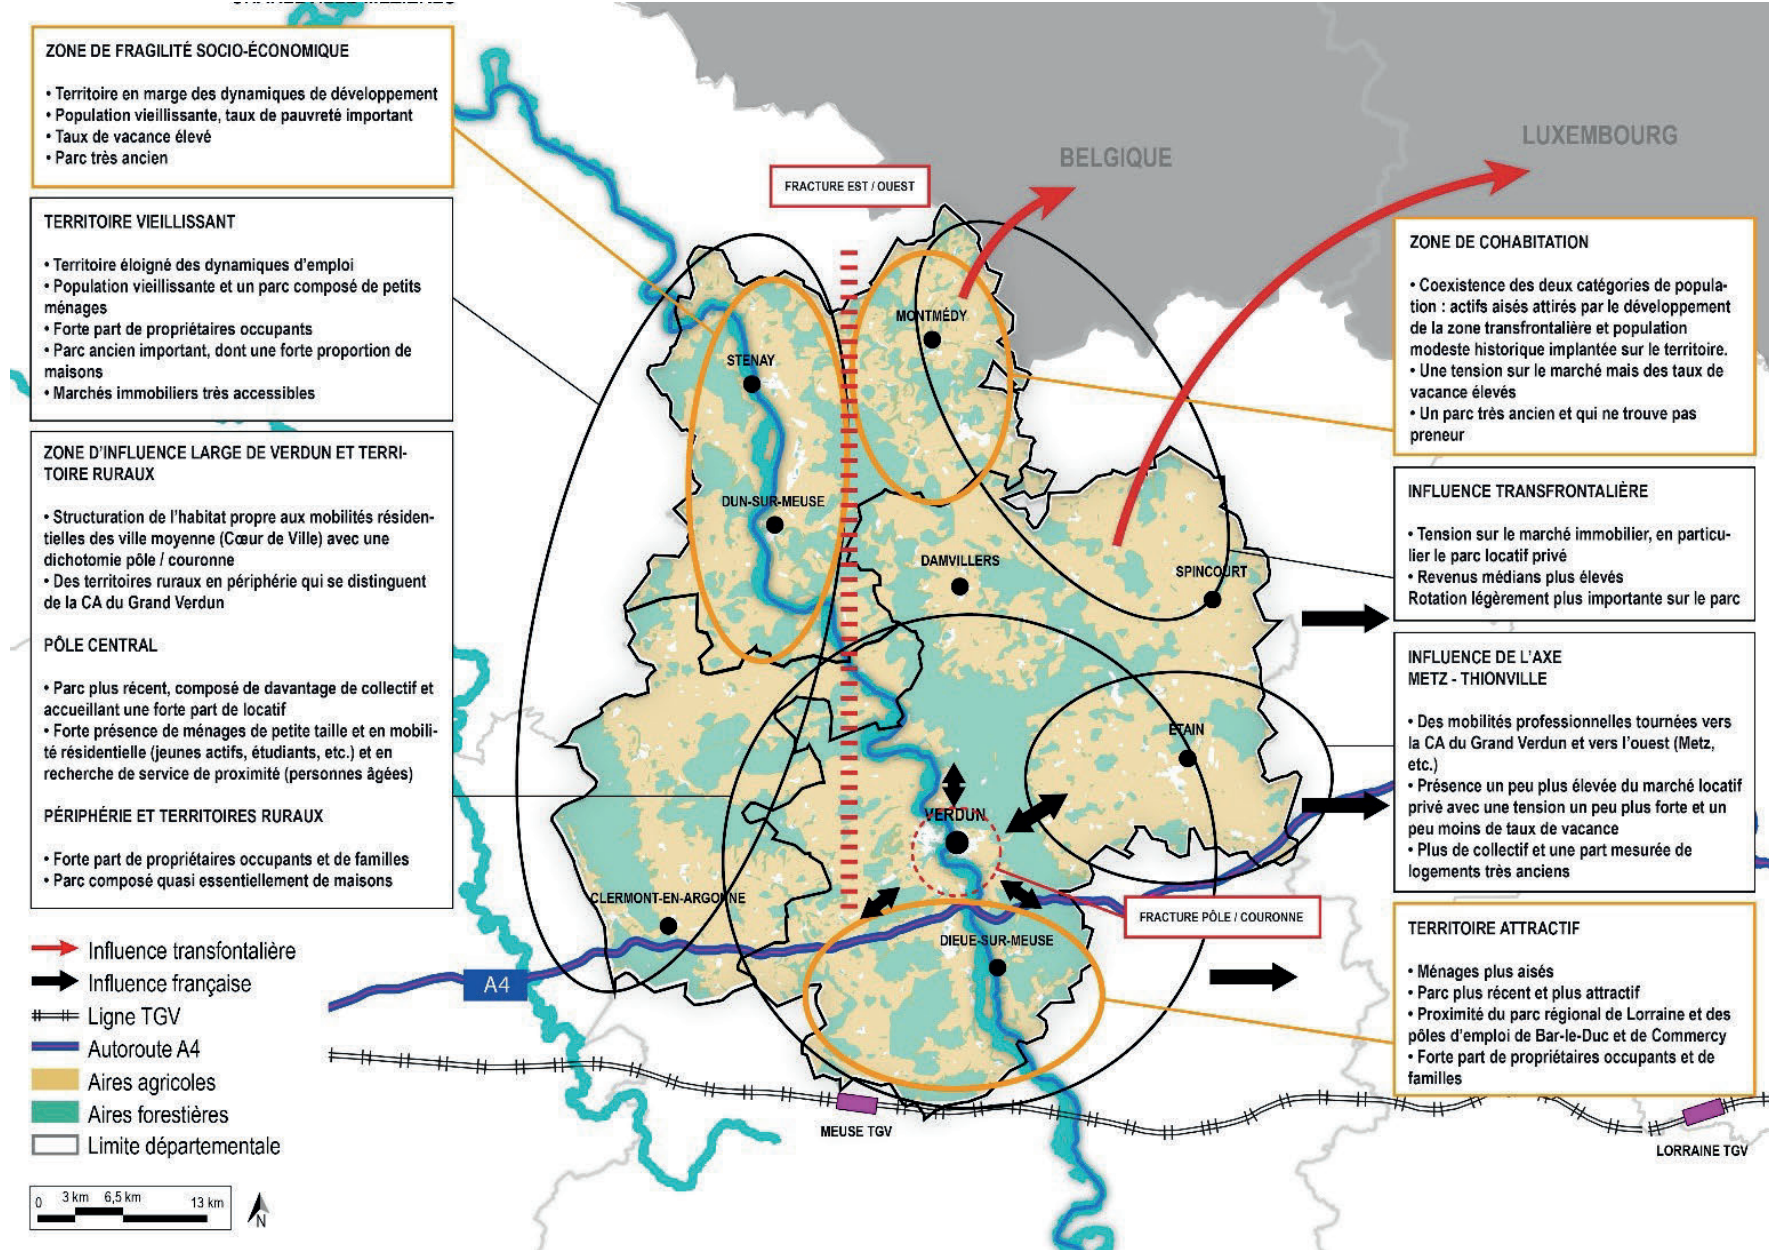 ZONE DE FRAGILITÉ SOCIO-ÉCONOMIQUE
• Territoire en marge des dynamiques de développement
• Population vieillissante, taux de pauvreté important
• Taux de vacance élevé
• Parc très ancien
TERRITOIRE VIEILLISSANT
• Territoire éloigné des dynamiques d'emploi
• Population vieillissante et un parc composé de petits
ménages
• Forte part de propriétaires occupants
• Parc ancien important, dont une forte proportion de
maisons
• Marchés immobiliers très accessibles
ZONE D'INFLUENCE LARGE DE VERDUN ET TERRI-
TOIRE RURAUX
• Structuration de l'habitat propre aux mobilités résiden-
tielles des ville moyenne (Cœur de Ville) avec une
dichotomie pôle / couronne
• Des territoires ruraux en périphérie qui se distinguent
de la CA du Grand Verdun
PÔLE CENTRAL
• Parc plus récent, composé de davantage de collectif et
accueillant une forte part de locatif
• Forte présence de ménages de petite taille et en mobili-
té résidentielle (jeunes actifs, étudiants, etc.) et en
recherche de service de proximité (personnes âgées)
PÉRIPHÉRIE ET TERRITOIRES RURAUX
• Forte part de propriétaires occupants et de familles
• Parc composé quasi essentiellement de maisons
Influence transfontalière
Influence française
Ligne TGV
Autoroute A4
Aires agricoles
Aires forestières
Limite départementale
0 3 km 6,5 km 13 km
N
A4
FRACTURE EST / OUEST
BELGIQUE
LUXEMBOURG
MONTMÉDY
STENAY
DUN-SUR-MEUSE
DAMVILLERS
SPINCOURT
ETAIN
VERDUN
CLERMONT-EN-ARGONNE
DIEUE-SUR-MEUSE
FRACTURE PÔLE / COURONNE
MEUSE TGV
LORRAINE TGV
ZONE DE COHABITATION
• Coexistence des deux catégories de popula-
tion : actifs aisés attirés par le développement
de la zone transfrontalière et population
modeste historique implantée sur le territoire.
• Une tension sur le marché mais des taux de
vacance élevés
• Un parc très ancien et qui ne trouve pas
preneur
INFLUENCE TRANSFRONTALIÈRE
• Tension sur le marché immobilier, en particu-
lier le parc locatif privé
• Revenus médians plus élevés
Rotation légèrement plus importante sur le parc
INFLUENCE DE L'AXE
METZ - THIONVILLE
• Des mobilités professionnelles tournées vers
la CA du Grand Verdun et vers l'ouest (Metz,
etc.)
• Présence un peu plus élevée du marché locatif
privé avec une tension un peu plus forte et un
peu moins de taux de vacance
• Plus de collectif et une part mesurée de
logements très anciens
TERRITOIRE ATTRACTIF
• Ménages plus aisés
• Parc plus récent et plus attractif
• Proximité du parc régional de Lorraine et des
pôles d'emploi de Bar-le-Duc et de Commercy
• Forte part de propriétaires occupants et de
familles